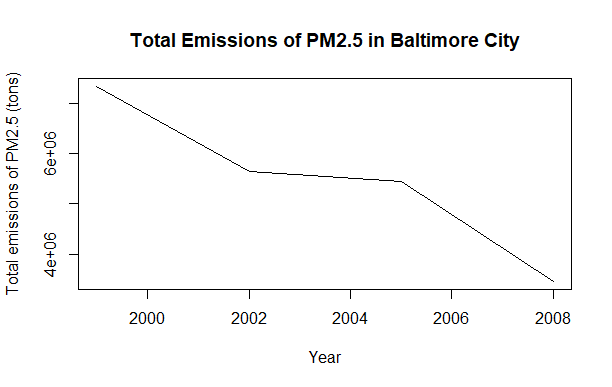 Total Emissions of PM2.5 in Baltimore City
Total emissions of PM2.5 (tons)
6e+06
4e+06
2000 2002 2004 2006 2008
Year